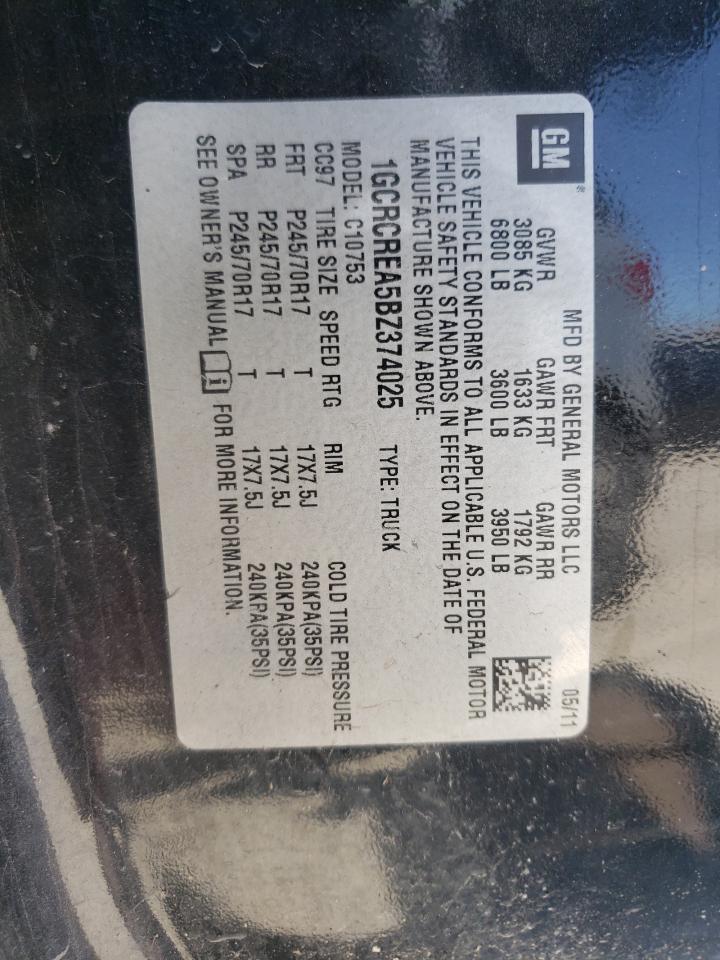 GM
MFD BY GENERAL MOTORS LLC 05/11
GVWR GAWR FRT GAWR RR
3085 KG 1633 KG 1792 KG
6800 LB 3600 LB 3950 LB
THIS VEHICLE CONFORMS TO ALL APPLICABLE U.S. FEDERAL MOTOR
VEHICLE SAFETY STANDARDS IN EFFECT ON THE DATE OF
MANUFACTURE SHOWN ABOVE.
1GCRCREA5BZ374025 TYPE: TRUCK
MODEL: C10753
CC97 TIRE SIZE SPEED RTG RIM COLD TIRE PRESSURE
FRT P245/70R17 T 17X7.5J 240KPA(35PSI)
RR P245/70R17 T 17X7.5J 240KPA(35PSI)
SPA P245/70R17 T 17X7.5J 240KPA(35PSI)
SEE OWNER'S MANUAL FOR MORE INFORMATION.